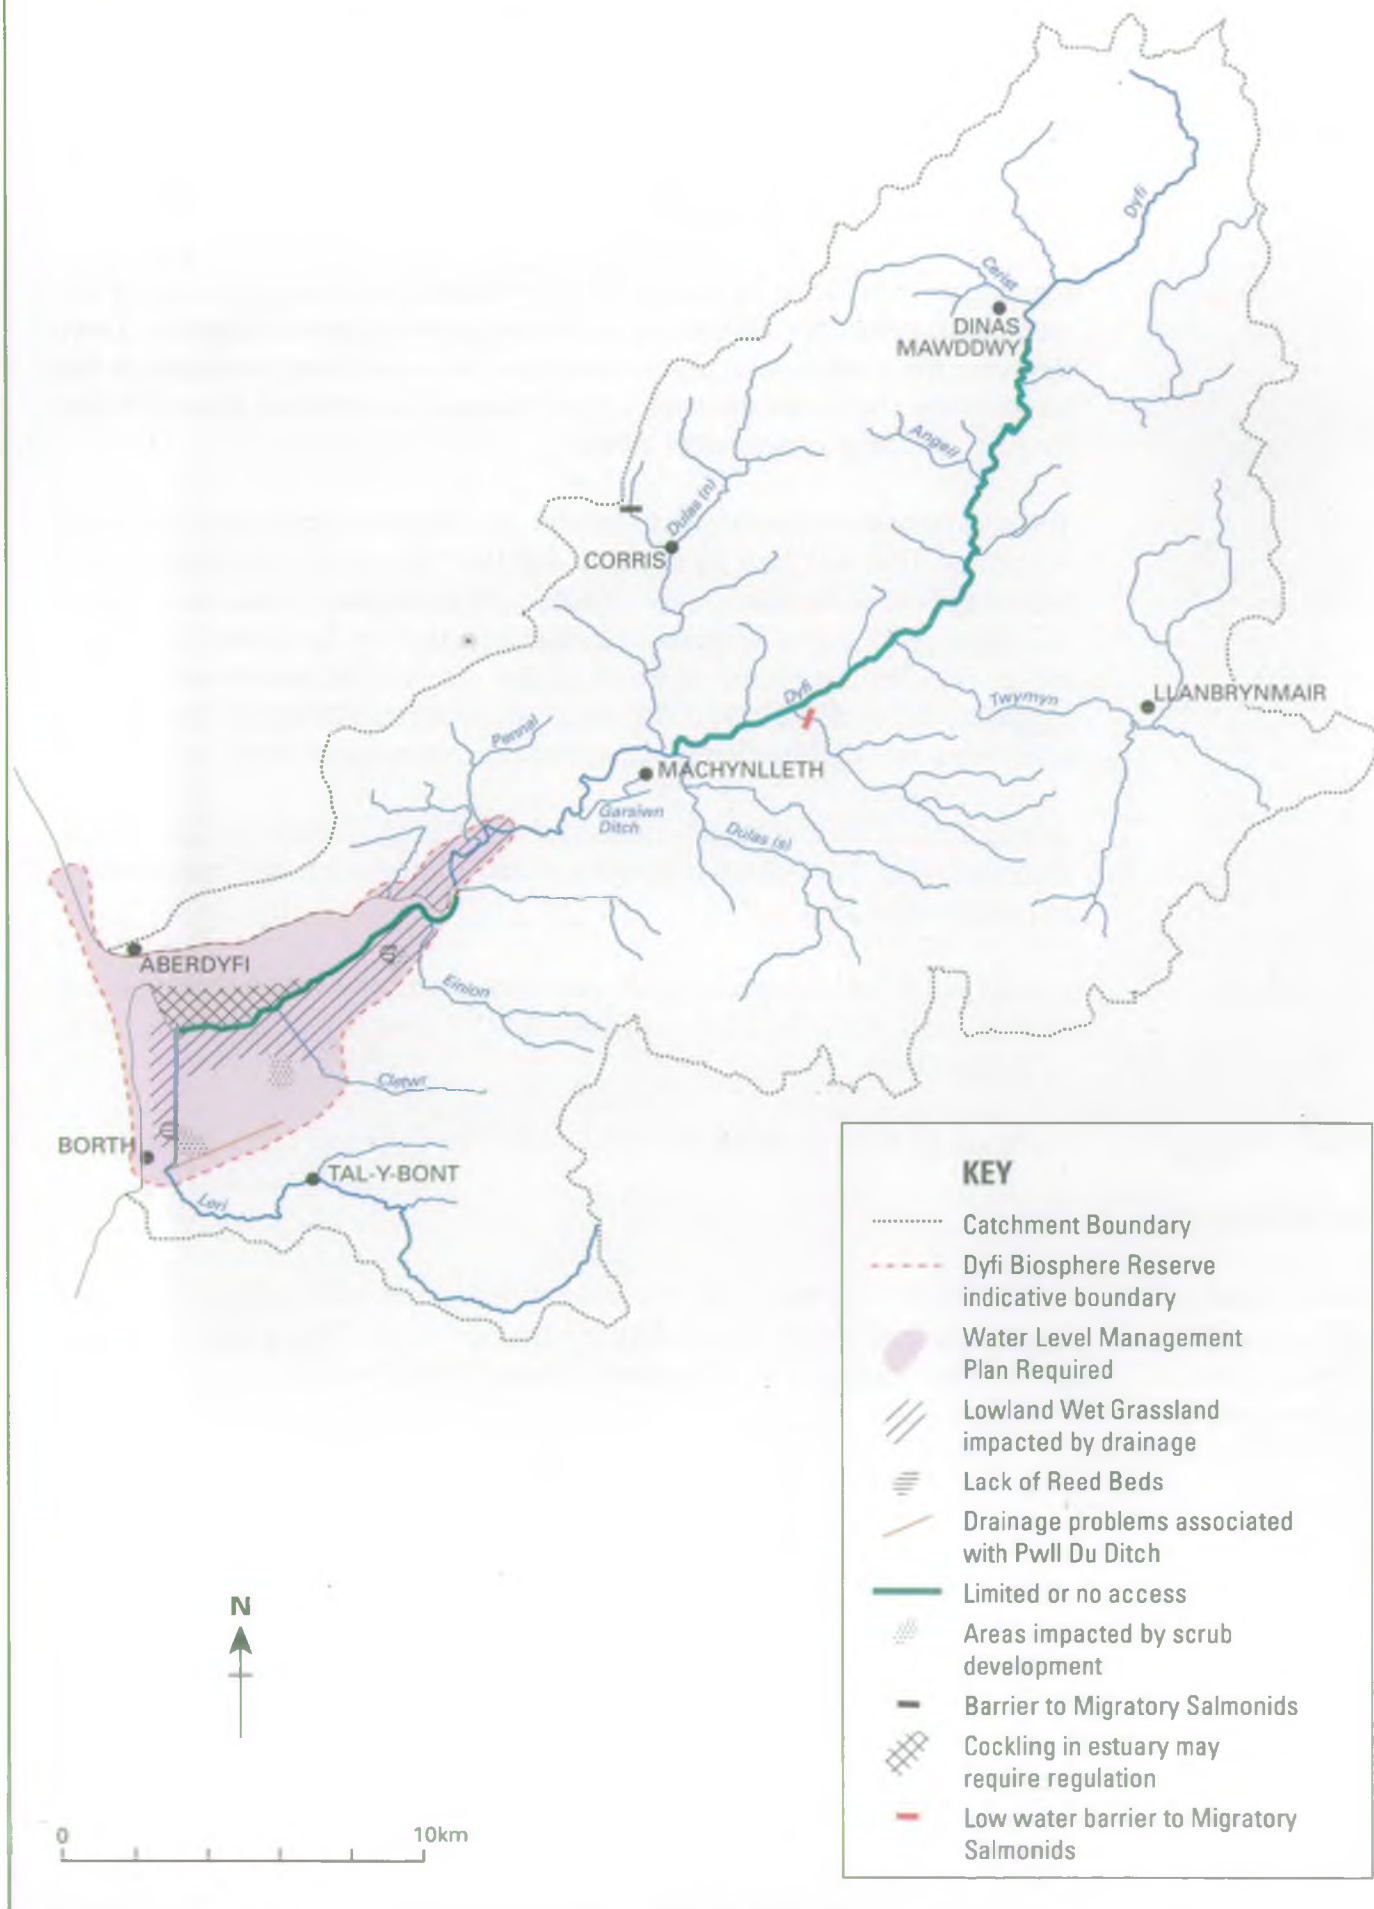 Dyfi
Cerist
DINAS
MAWDDWY
Angell
Dulas (n)
CORRIS
Dyfi
Twymyn
LLANBRYNMAIR
Pennal
MACHYNLLETH
Garsiwn
Ditch
Dulas (s)
ABERDYFI
Einion
Cletwr
BORTH
TAL-Y-BONT
Leri
KEY
Catchment Boundary
Dyfi Biosphere Reserve
indicative boundary
Water Level Management
Plan Required
Lowland Wet Grassland
impacted by drainage
Lack of Reed Beds
Drainage problems associated
with Pwll Du Ditch
Limited or no access
Areas impacted by scrub
development
Barrier to Migratory Salmonids
Cockling in estuary may
require regulation
Low water barrier to Migratory
Salmonids
N
0
10km